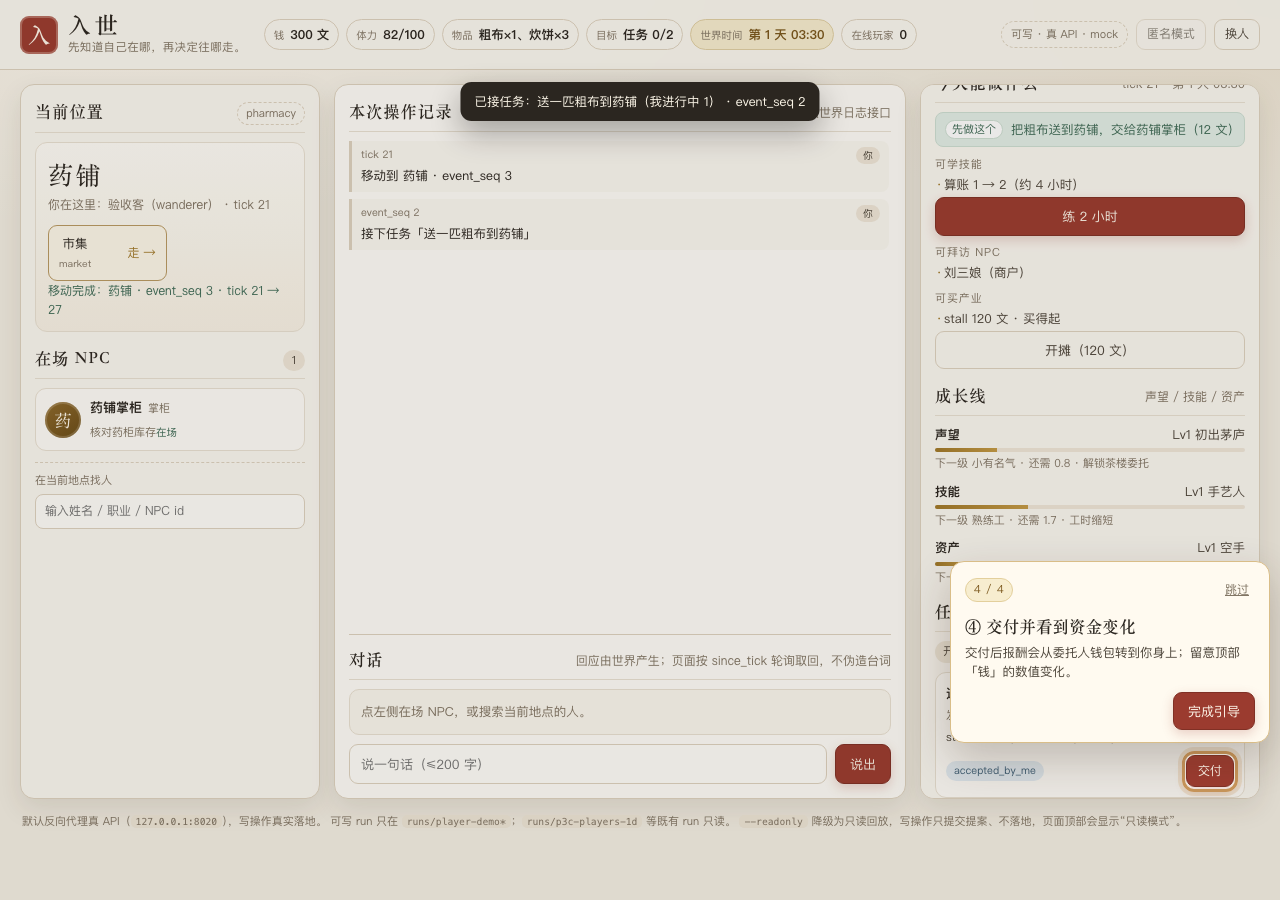 入
入世
先知道自己在哪，再决定往哪走。
钱 300 文
体力 82/100
物品 粗布×1、炊饼×3
目标 任务 0/2
世界时间 第 1 天 03:30
在线玩家 0
可写 · 真 API · mock
匿名模式
换人
已接任务：送一匹粗布到药铺（我进行中 1） · event_seq 2
当前位置
pharmacy
药铺
你在这里：验收客（wanderer） · tick 21
市集
market
走 →
移动完成：药铺 · event_seq 3 · tick 21 →
27
在场 NPC
1
药
药铺掌柜 掌柜
核对药柜库存在场
在当前地点找人
输入姓名 / 职业 / NPC id
本次操作记录
世界日志接口
tick 21
你
移动到 药铺 · event_seq 3
event_seq 2
你
接下任务「送一匹粗布到药铺」
对话
回应由世界产生；页面按 since_tick 轮询取回，不伪造台词
点左侧在场 NPC，或搜索当前地点的人。
说一句话（≤200 字）
说出
先做这个
把粗布送到药铺，交给药铺掌柜（12 文）
可学技能
· 算账 1 → 2（约 4 小时）
练 2 小时
可拜访 NPC
· 刘三娘（商户）
可买产业
· stall 120 文 · 买得起
开摊（120 文）
成长线
声望 / 技能 / 资产
声望
Lv1 初出茅庐
下一级 小有名气 · 还需 0.8 · 解锁茶楼委托
技能
Lv1 手艺人
下一级 熟练工 · 还需 1.7 · 工时缩短
资产
Lv1 空手
4 / 4
跳过
④ 交付并看到资金变化
交付后报酬会从委托人钱包转到你身上；留意顶部
「钱」的数值变化。
完成引导
accepted_by_me
交付
默认反向代理真 API（ 127.0.0.1:8020 ），写操作真实落地。 可写 run 只在 runs/player-demo* ； runs/p3c-players-1d 等既有 run 只读。 --readonly 降级为只读回放，写操作只提交提案、不落地，页面顶部会显示“只读模式”。